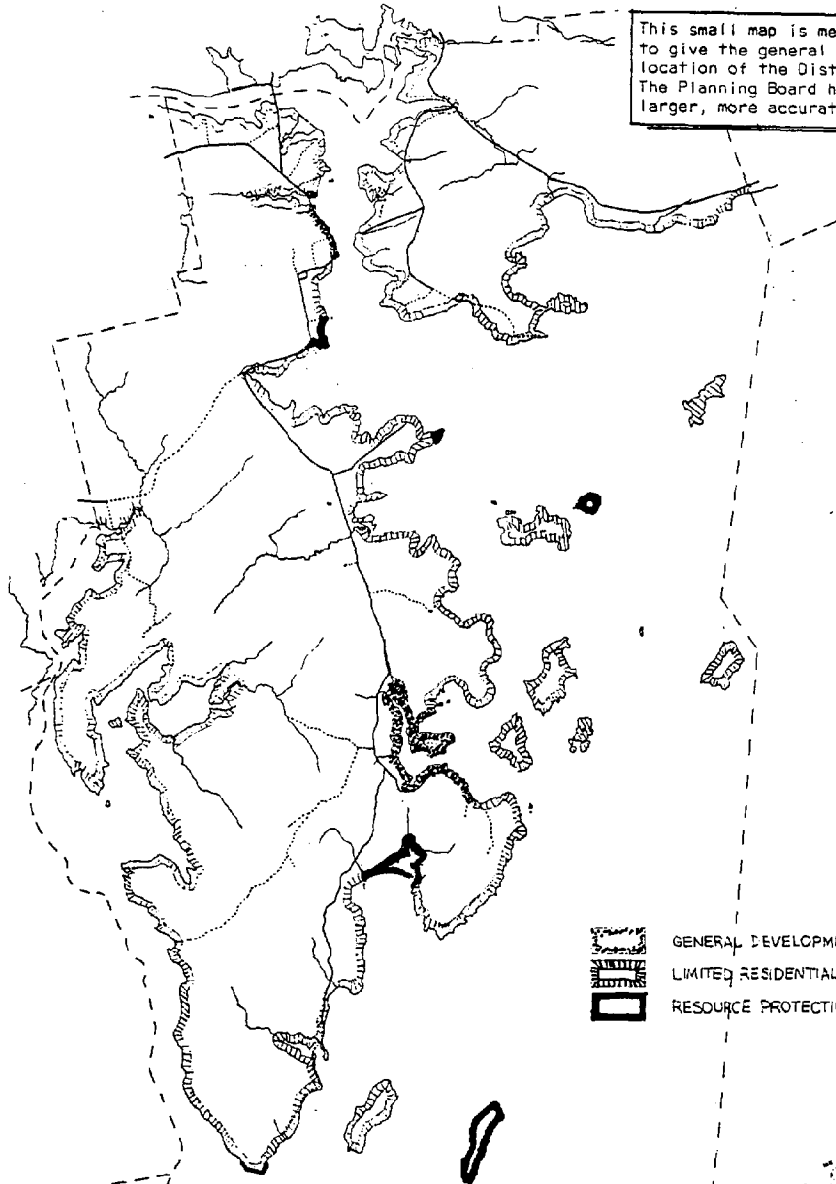 This small map is me
to give the general
location of the Dist
The Planning Board h
larger, more accurat
GENERAL DEVELOPME
LIMITED RESIDENTIAL
RESOURCE PROTECTI